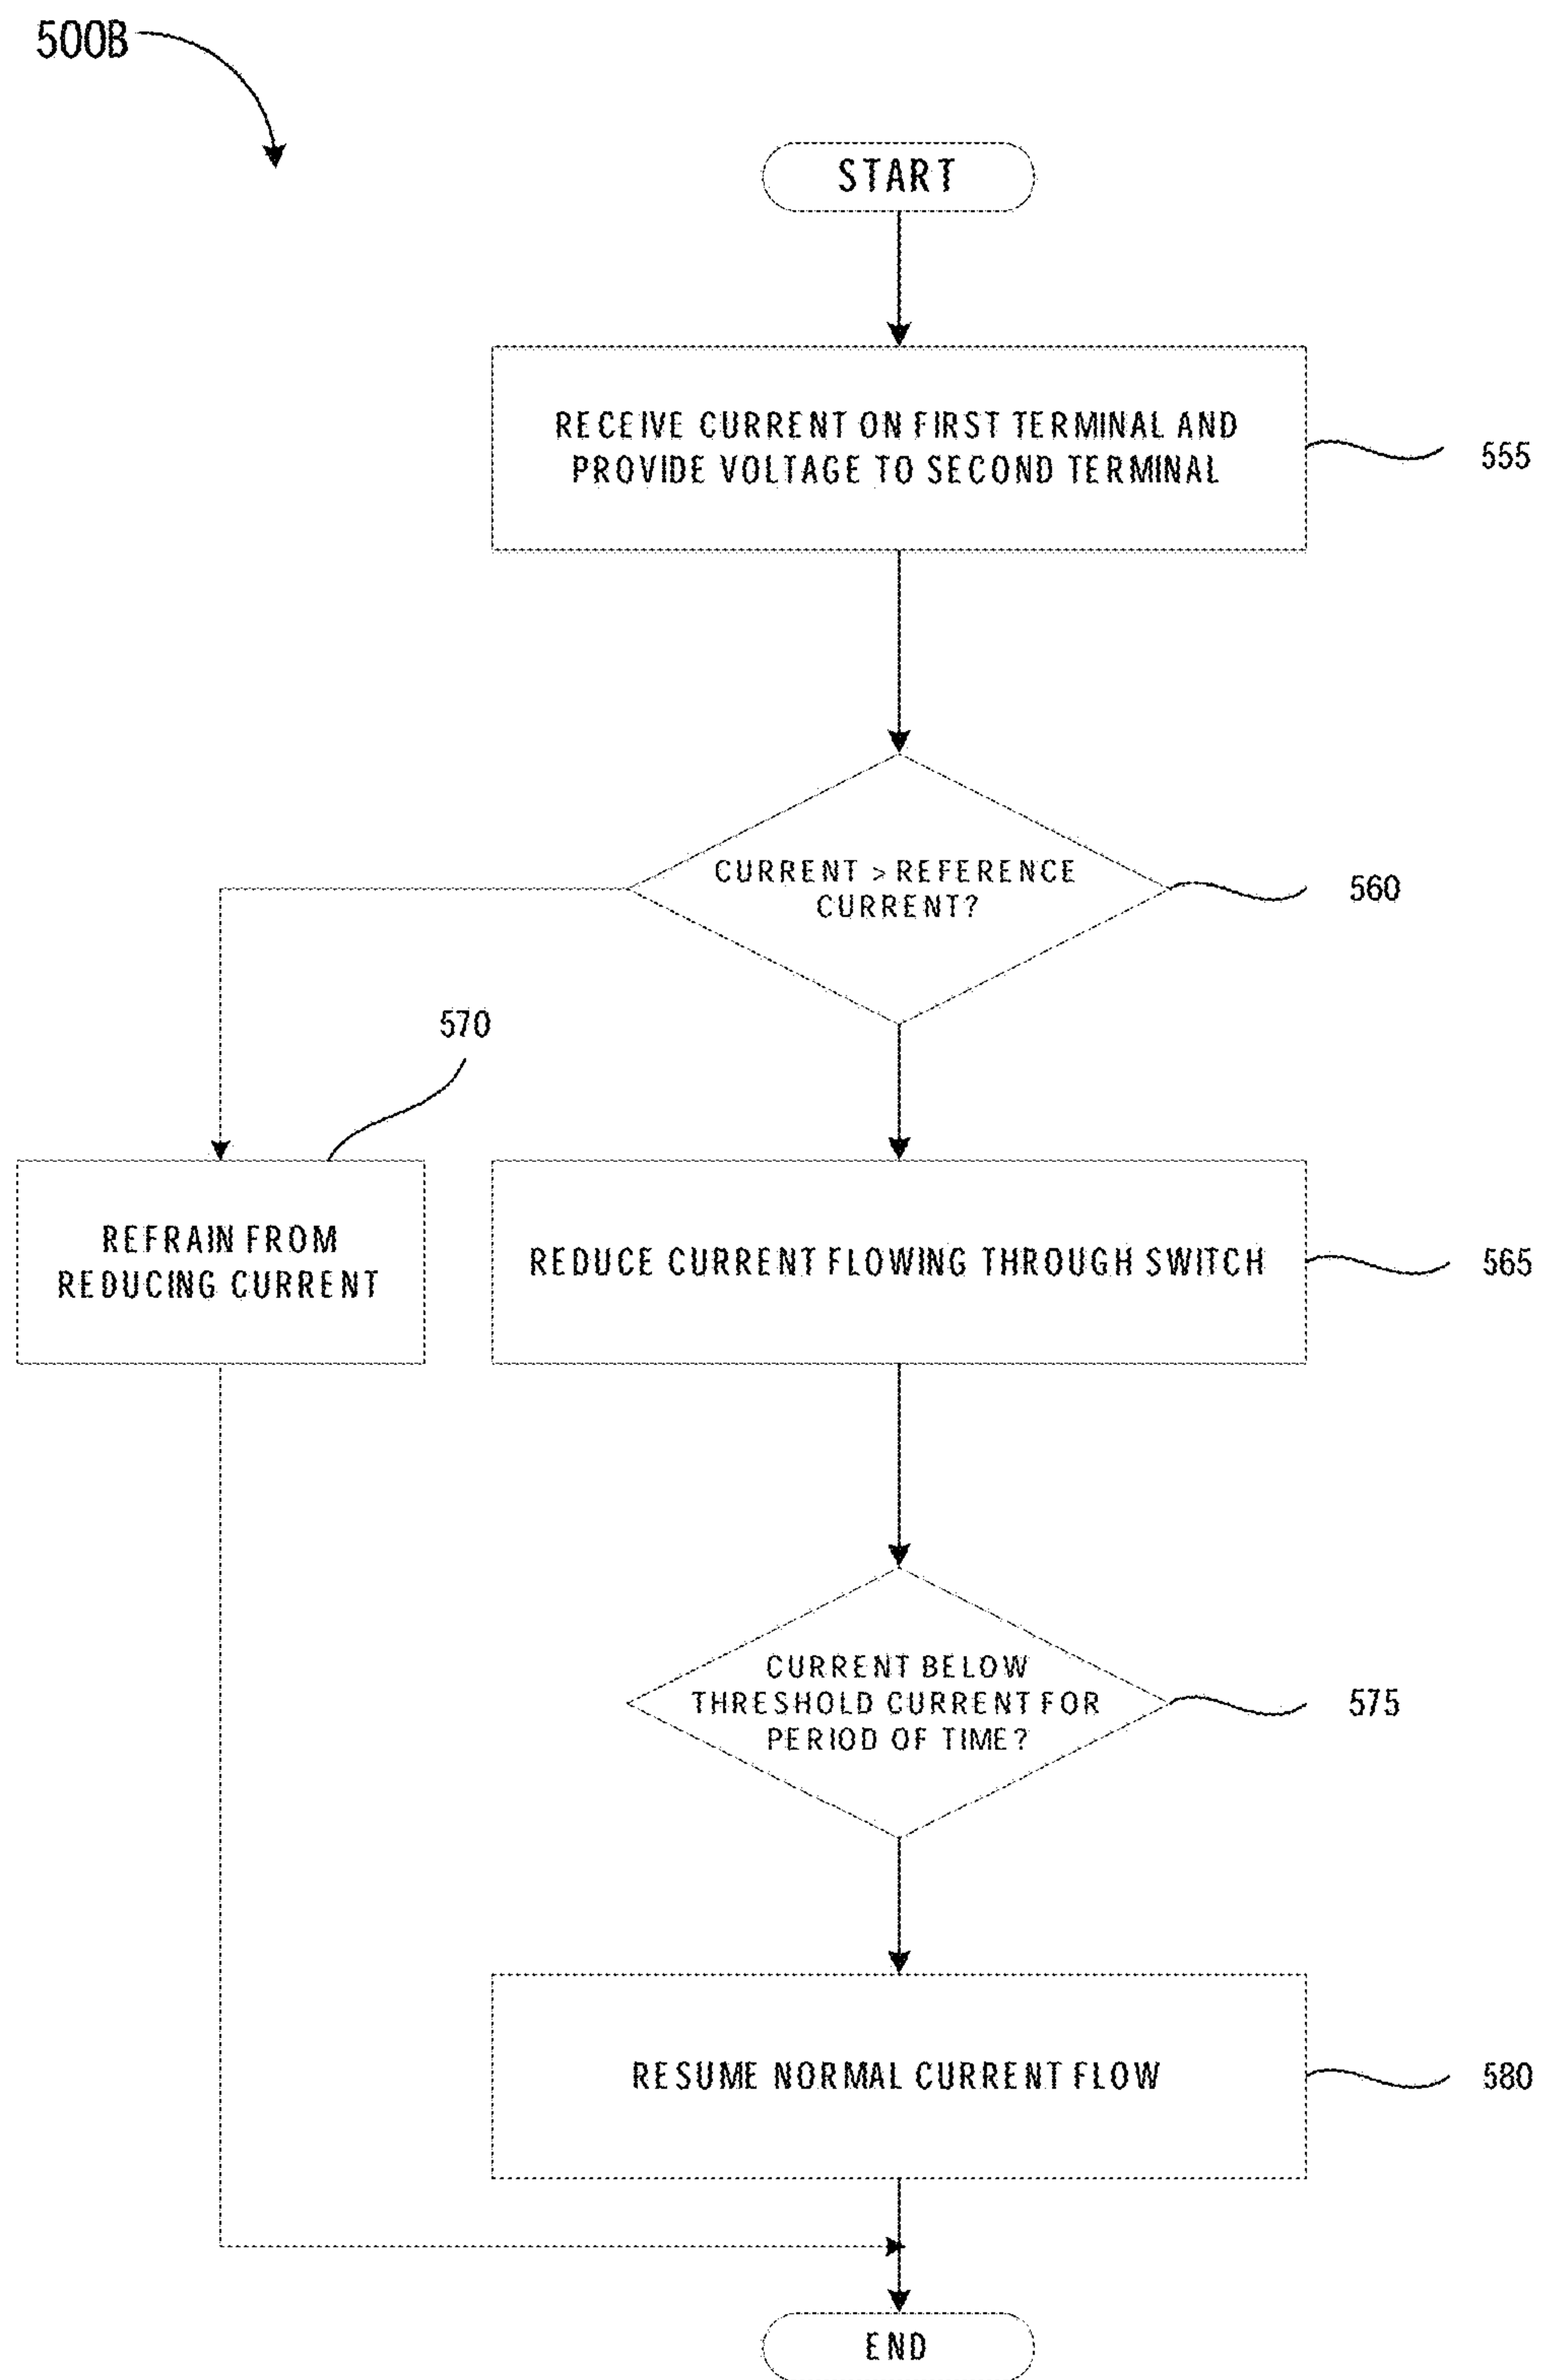 500B
START
RECEIVE CURRENT ON FIRST TERMINAL AND
PROVIDE VOLTAGE TO SECOND TERMINAL
555
CURRENT > REFERENCE
CURRENT?
560
570
REFRAIN FROM
REDUCING CURRENT
REDUCE CURRENT FLOWING THROUGH SWITCH
565
CURRENT BELOW
THRESHOLD CURRENT FOR
PERIOD OF TIME?
575
RESUME NORMAL CURRENT FLOW
580
END